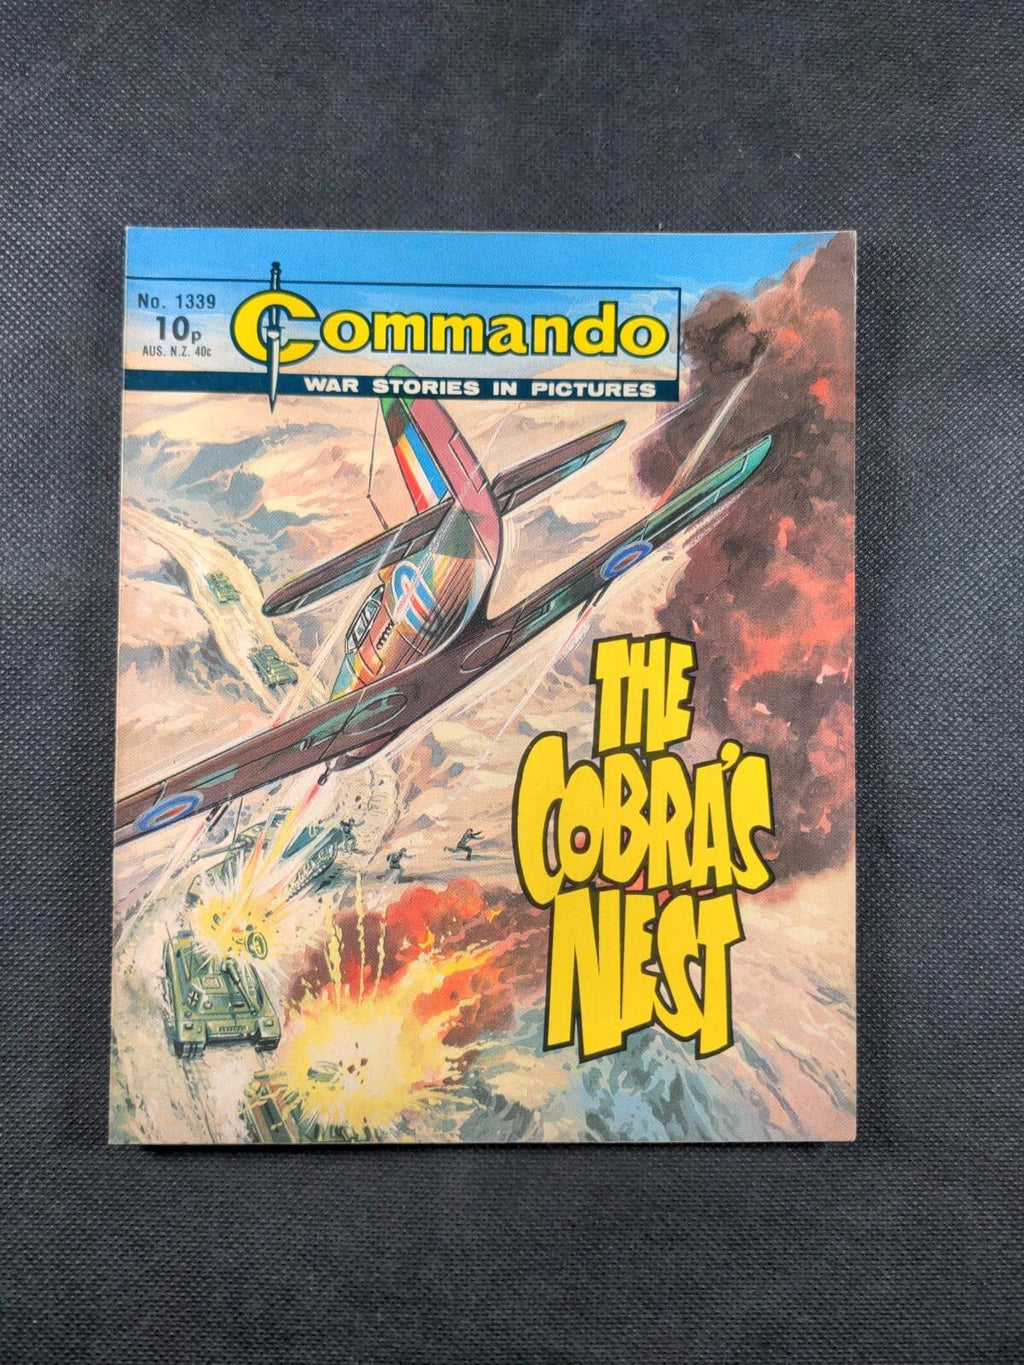 No. 1339
10p
AUS. N.Z. 40c
Commando
WAR STORIES IN PICTURES
THE
COBRA'S
NEST